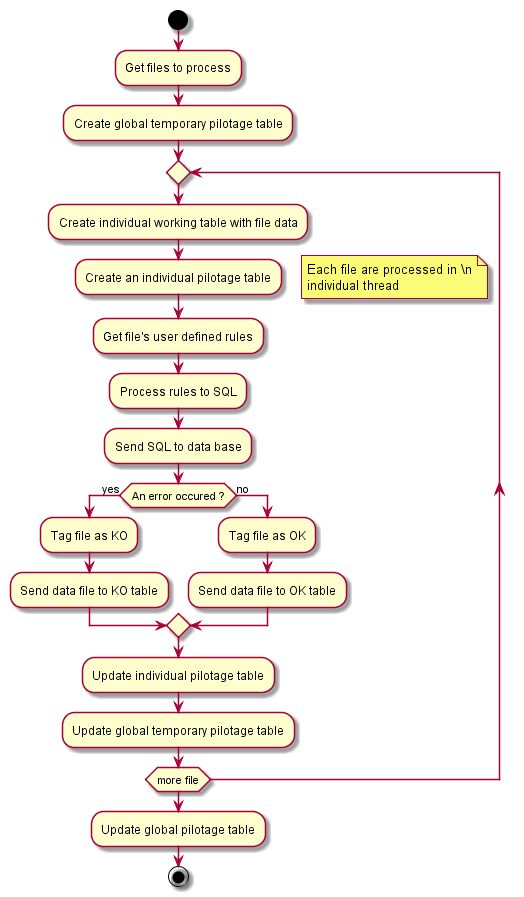 Get files to process
Create global temporary pilotage table
Create individual working table with file data
Create an individual pilotage table
Each file are processed in \n
individual thread
Get file's user defined rules
Process rules to SQL
Send SQL to data base
yes
An error occured ?
no
Tag file as KO
Tag file as OK
Send data file to KO table
Send data file to OK table
Update individual pilotage table
Update global temporary pilotage table
more file
Update global pilotage table